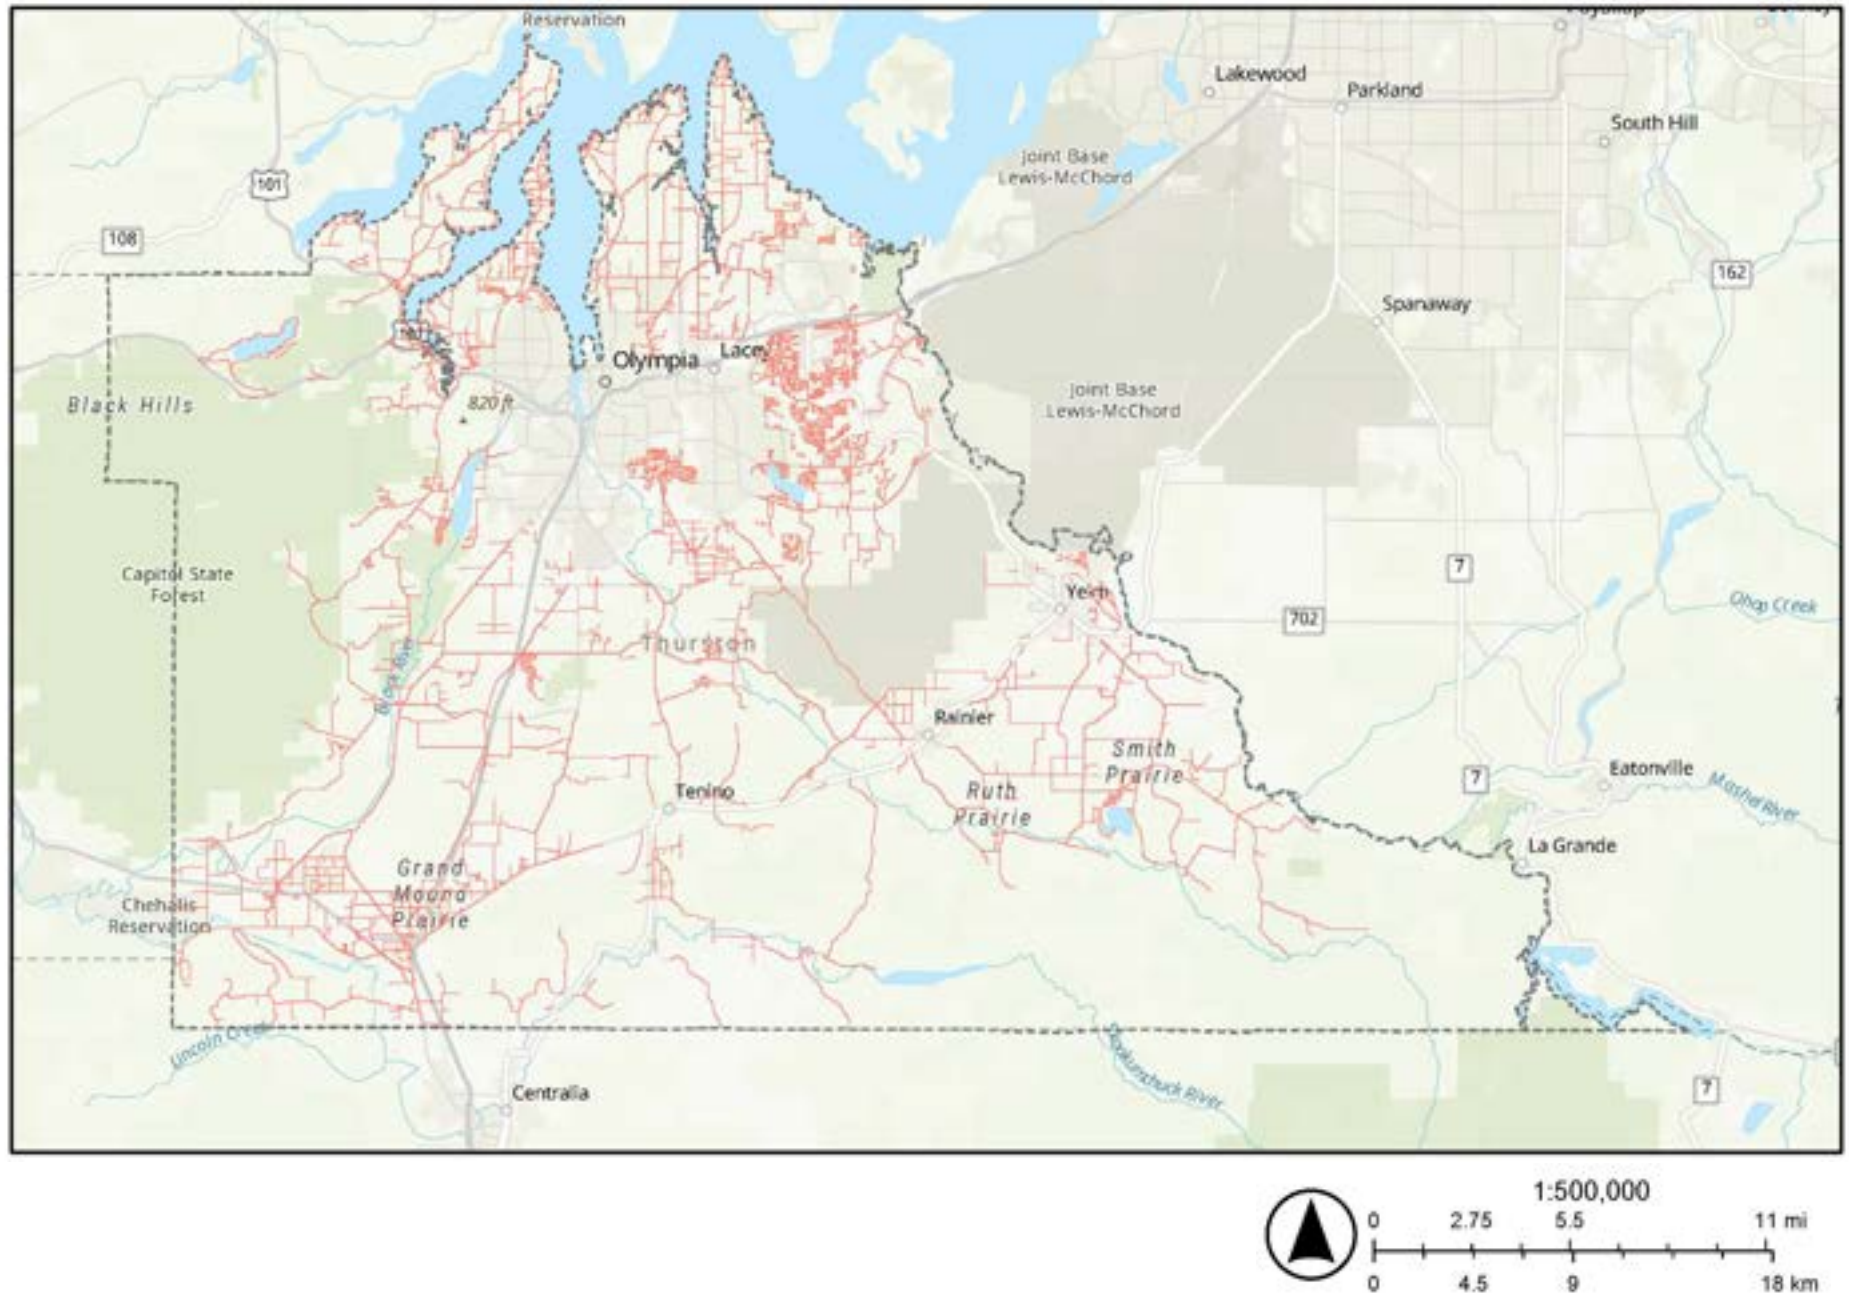 Reservation
Lakewood
Parkland
South Hill
Joint Base
Lewis-McChord
101
108
162
Spanaway
Olympia
Lacey
Black Hills
820 ft
Joint Base
Lewis-McChord
Capitol State
Forest
7
Yelm
702
Ohop Creek
Thurston
Black River
Rainier
Smith
Prairie
Eatonville
7
Tenino
Ruth
Prairie
Mashel River
La Grande
Grand
Mound
Prairie
Chehalis
Reservation
Lincoln Creek
Skookumchuck River
Centralia
7
1:500,000
0 2.75 5.5 11 mi
0 4.5 9 18 km